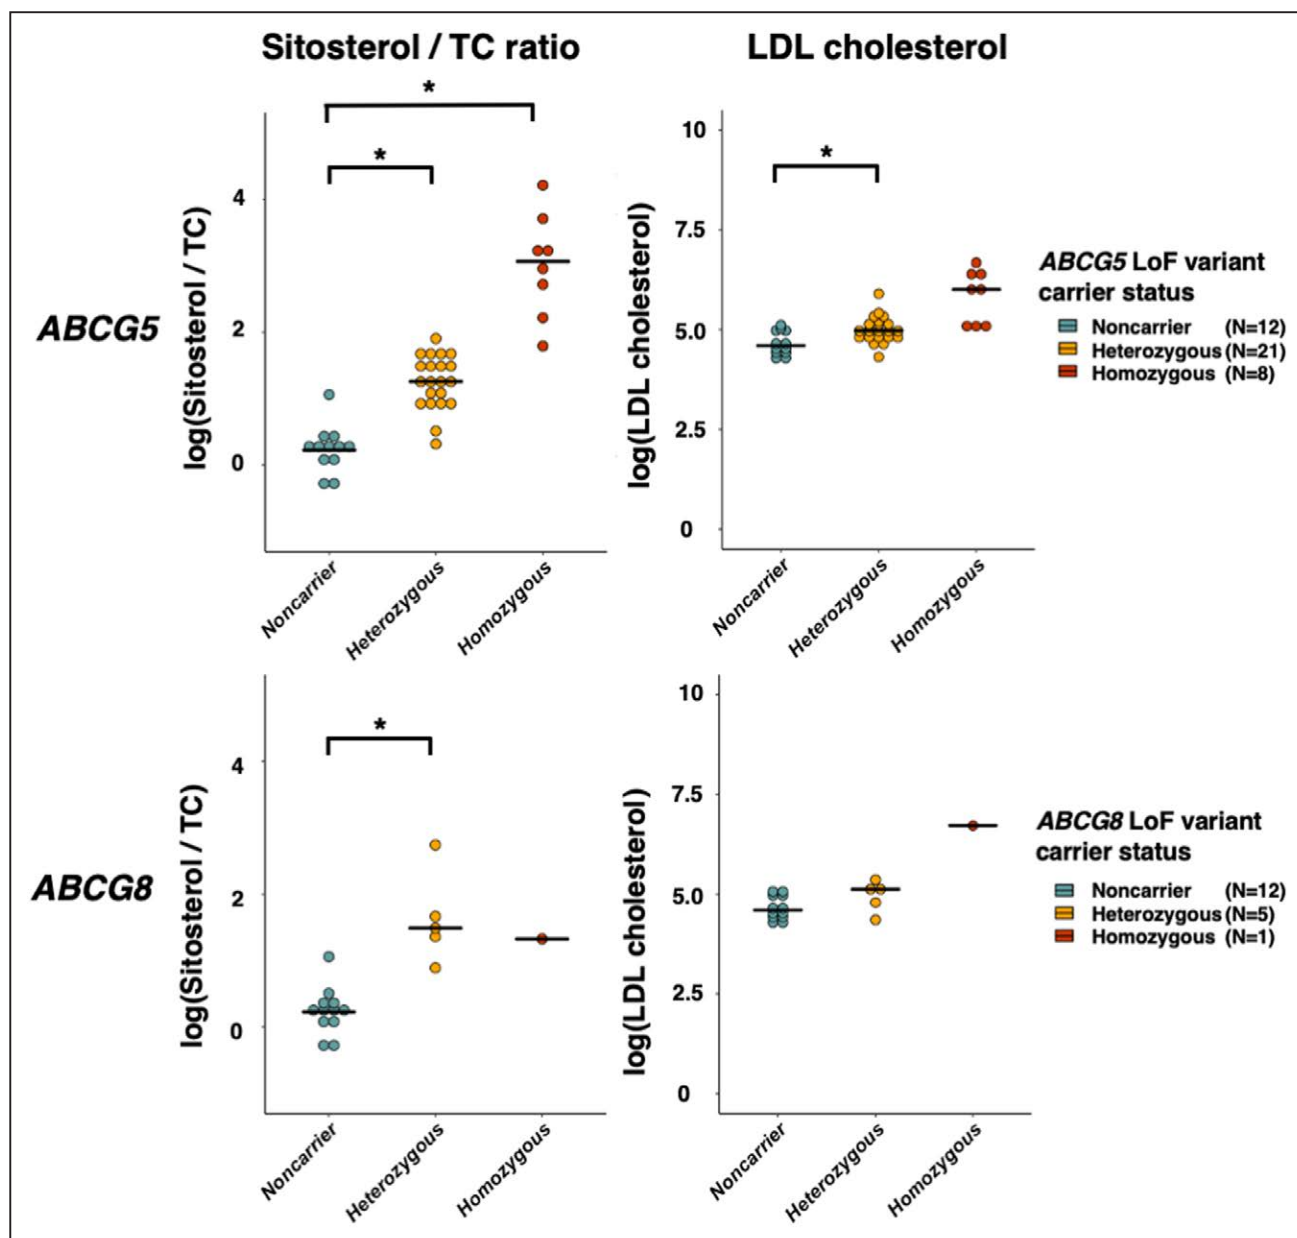 Sitosterol / TC ratio
LDL cholesterol
ABCG5
log(Sitosterol / TC)
4
2
0
*
*
Noncarrier
Heterozygous
Homozygous
log(LDL cholesterol)
10
7.5
5.0
2.5
0
*
Noncarrier
Heterozygous
Homozygous
ABCG5 LoF variant
carrier status
Noncarrier (N=12)
Heterozygous (N=21)
Homozygous (N=8)
ABCG8
log(Sitosterol / TC)
4
2
0
*
Noncarrier
Heterozygous
Homozygous
log(LDL cholesterol)
10
7.5
5.0
2.5
0
Noncarrier
Heterozygous
Homozygous
ABCG8 LoF variant
carrier status
Noncarrier (N=12)
Heterozygous (N=5)
Homozygous (N=1)